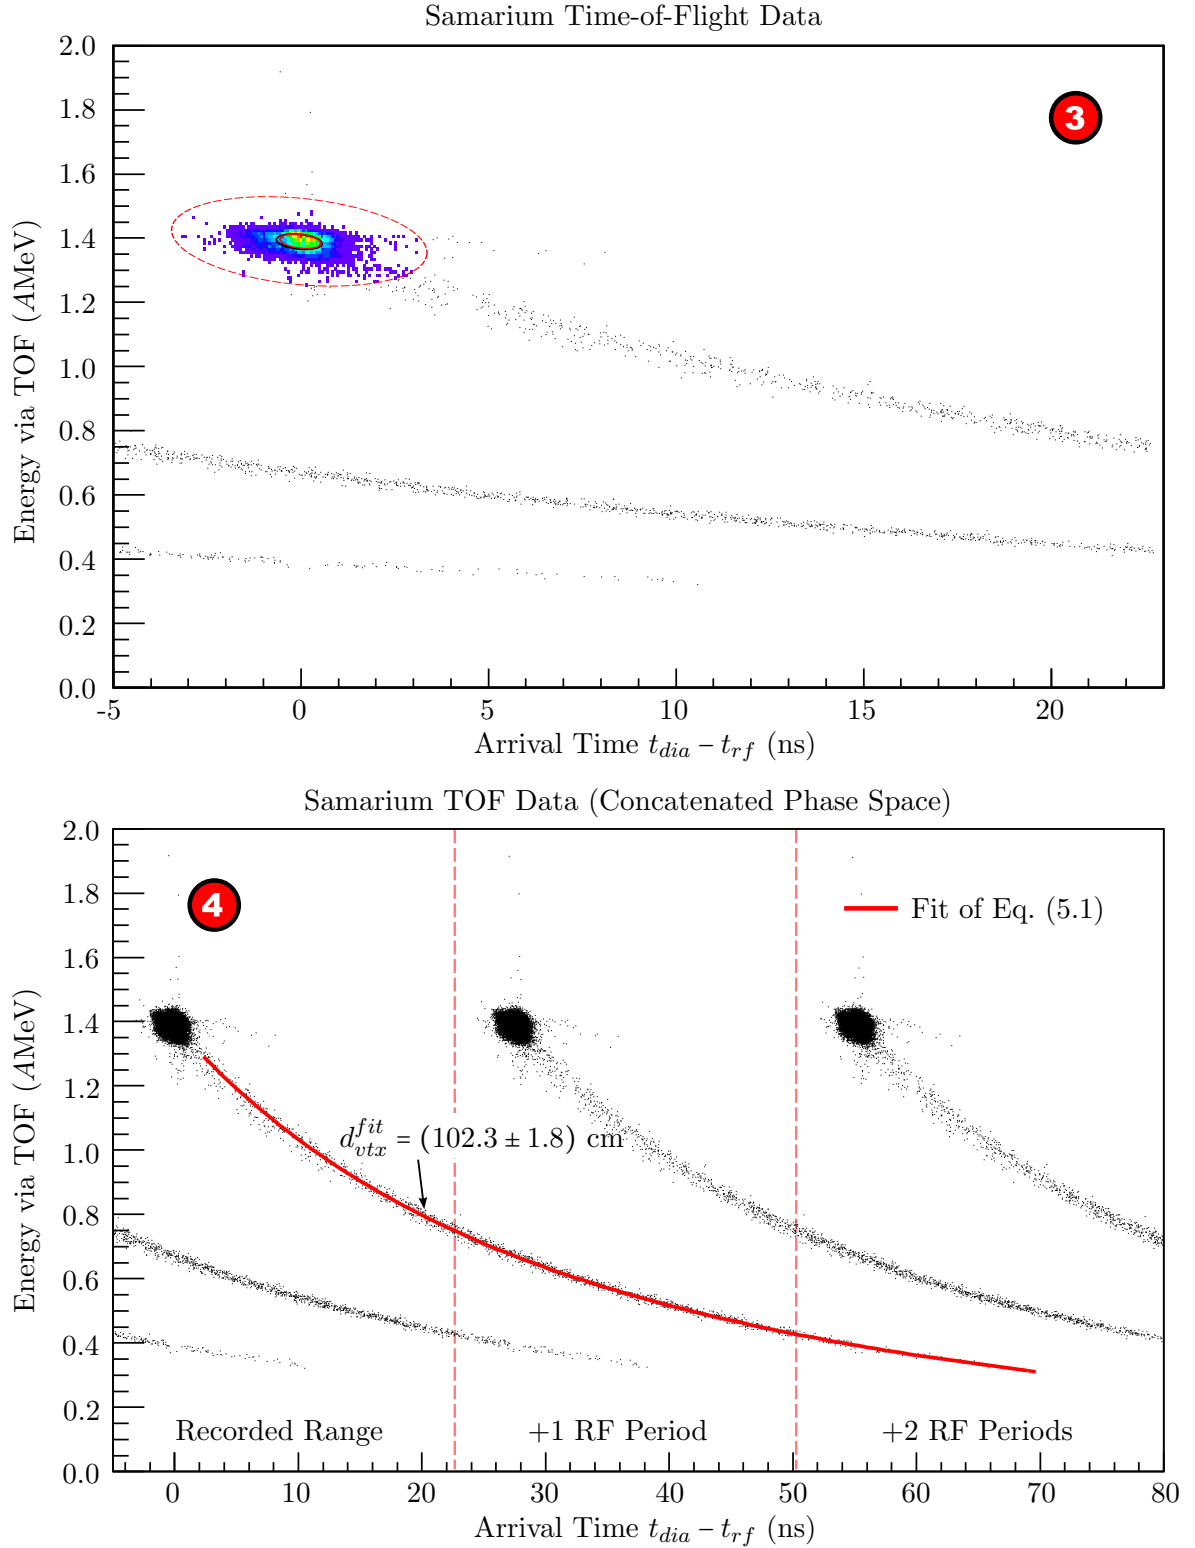 Samarium Time-of-Flight Data
2.0
1.8
1.6
1.4
1.2
1.0
0.8
0.6
0.4
0.2
0.0
Energy via TOF (AMeV)
3
-5 0 5 10 15 20
Arrival Time t_dia − t_rf (ns)
Samarium TOF Data (Concatenated Phase Space)
2.0
1.8
1.6
1.4
1.2
1.0
0.8
0.6
0.4
0.2
0.0
Energy via TOF (AMeV)
4
Fit of Eq. (5.1)
d_vtx^fit = (102.3 ± 1.8) cm
Recorded Range +1 RF Period +2 RF Periods
0 10 20 30 40 50 60 70 80
Arrival Time t_dia − t_rf (ns)